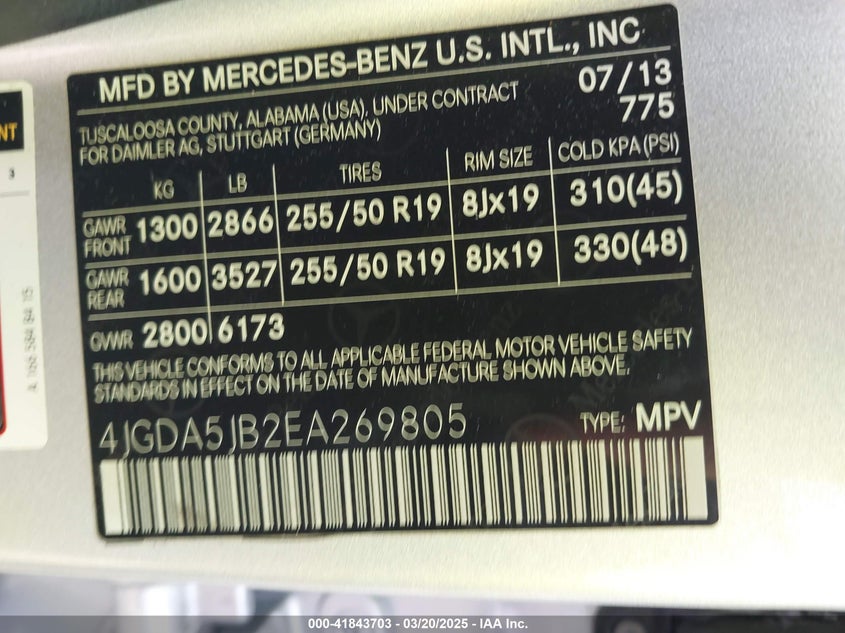 MFD BY MERCEDES-BENZ U.S. INTL., INC
TUSCALOOSA COUNTY, ALABAMA (USA), UNDER CONTRACT
FOR DAIMLER AG, STUTTGART (GERMANY)
07/13
775
KG LB TIRES RIM SIZE COLD KPA (PSI)
GAWR FRONT 1300 2866 255/50 R19 8Jx19 310(45)
GAWR REAR 1600 3527 255/50 R19 8Jx19 330(48)
GVWR 2800 6173
THIS VEHICLE CONFORMS TO ALL APPLICABLE FEDERAL MOTOR VEHICLE SAFETY
STANDARDS IN EFFECT ON THE DATE OF MANUFACTURE SHOWN ABOVE.
4JGDA5JB2EA269805 TYPE: MPV
NT
3
000-41843703 - 03/20/2025 - IAA Inc.